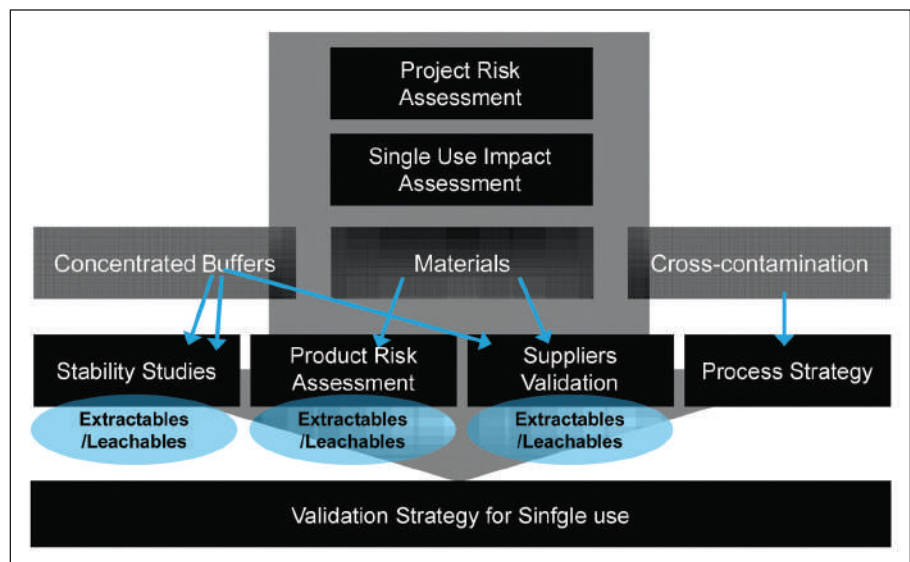 Project Risk
Assessment
Single Use Impact
Assessment
Concentrated Buffers
Materials
Cross-contamination
Stability Studies
Product Risk
Assessment
Suppliers
Validation
Process Strategy
Extractables
/Leachables
Extractables
/Leachables
Extractables
/Leachables
Validation Strategy for Sinfgle use